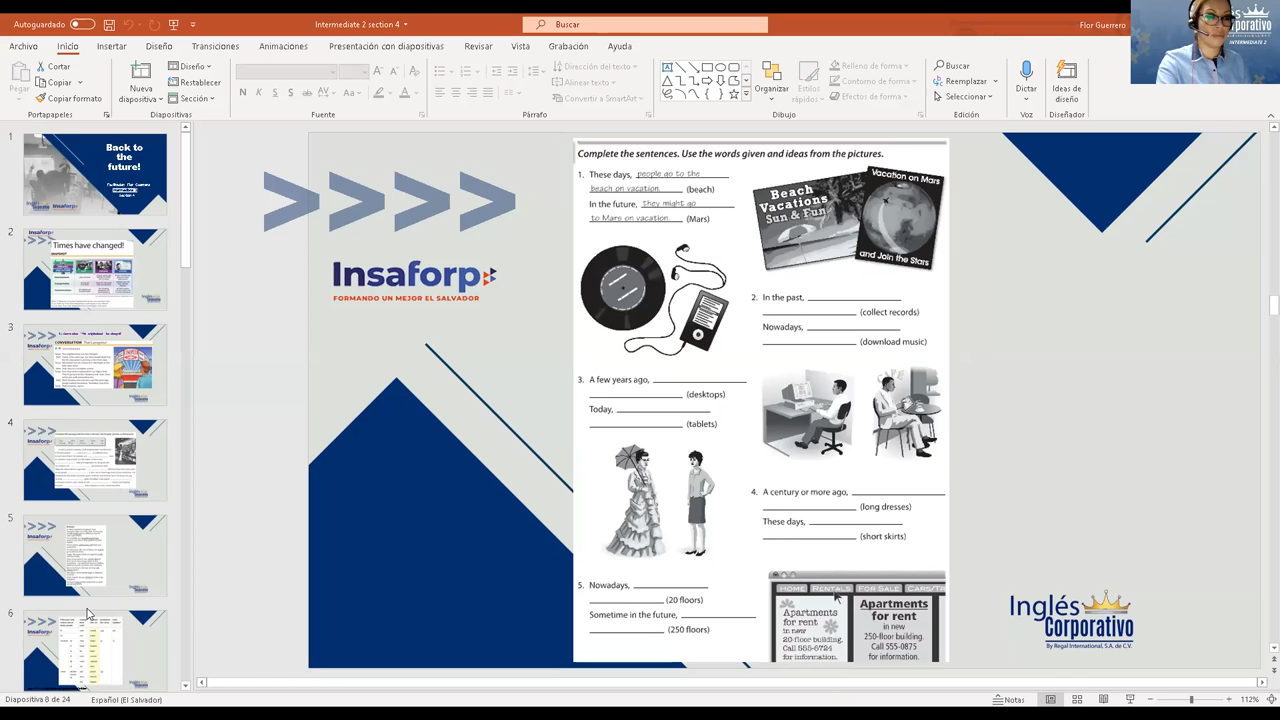 Autoguardado
Intermediate 2 section 4
Buscar
Flor Guerrero
Archivo
Inicio
Insertar
Diseño
Transiciones
Animaciones
Presentación con diapositivas
Revisar
Vista
Grabación
Ayuda
Pegar
Cortar
Copiar
Copiar formato
Portapapeles
Nueva diapositiva
Diseño
Restablecer
Sección
Diapositivas
N K S S
Fuente
Dirección del texto
Alinear texto
Convertir a SmartArt
Párrafo
Organizar
Estilos rápidos
Relleno de forma
Contorno de forma
Efectos de forma
Dibujo
Buscar
Reemplazar
Seleccionar
Edición
Dictar
Voz
Ideas de diseño
Diseñador
INTERMEDIATE 2
1
Back to
the
future!
2
Times have changed!
3
4
5
6
Insaforp
FORMANDO UN MEJOR EL SALVADOR
Complete the sentences. Use the words given and ideas from the pictures.
1. These days, people go to the
beach on vacation. (beach)
In the future, they might go
to Mars on vacation. (Mars)
Beach
Vacations
Sun & Fun
Vacation on Mars
and Join the Stars
2. In the past,
(collect records)
Nowadays,
(download music)
3. A few years ago,
(desktops)
Today,
(tablets)
4. A century or more ago,
(long dresses)
These days,
(short skirts)
5. Nowadays,
(20 floors)
Sometime in the future,
(250 floors)
HOME RENTALS FOR SALE
Apartments
for rent
in new
20-floor building.
Call 555-6724
for information.
Apartments
for rent
in new
250-floor building.
Call 555-0875
for information.
Inglés
Corporativo
By Regal International, S.A. de C.V.
Diapositiva 8 de 24
Español (El Salvador)
Notas
112%